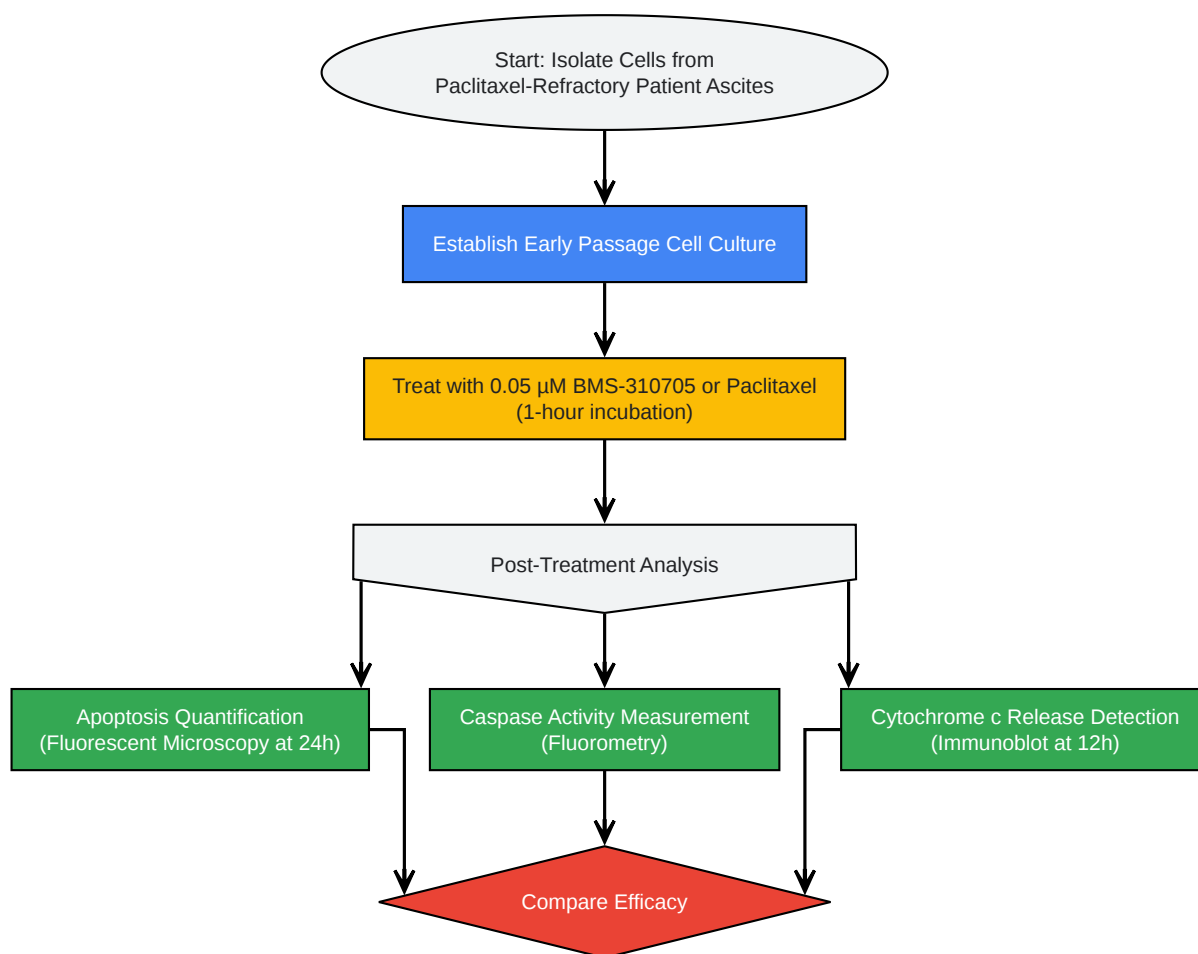 Start: Isolate Cells from
Paclitaxel-Refractory Patient Ascites
Establish Early Passage Cell Culture
Treat with 0.05 µM BMS-310705 or Paclitaxel
(1-hour incubation)
Post-Treatment Analysis
Apoptosis Quantification
(Fluorescent Microscopy at 24h)
Caspase Activity Measurement
(Fluorometry)
Cytochrome c Release Detection
(Immunoblot at 12h)
Compare Efficacy